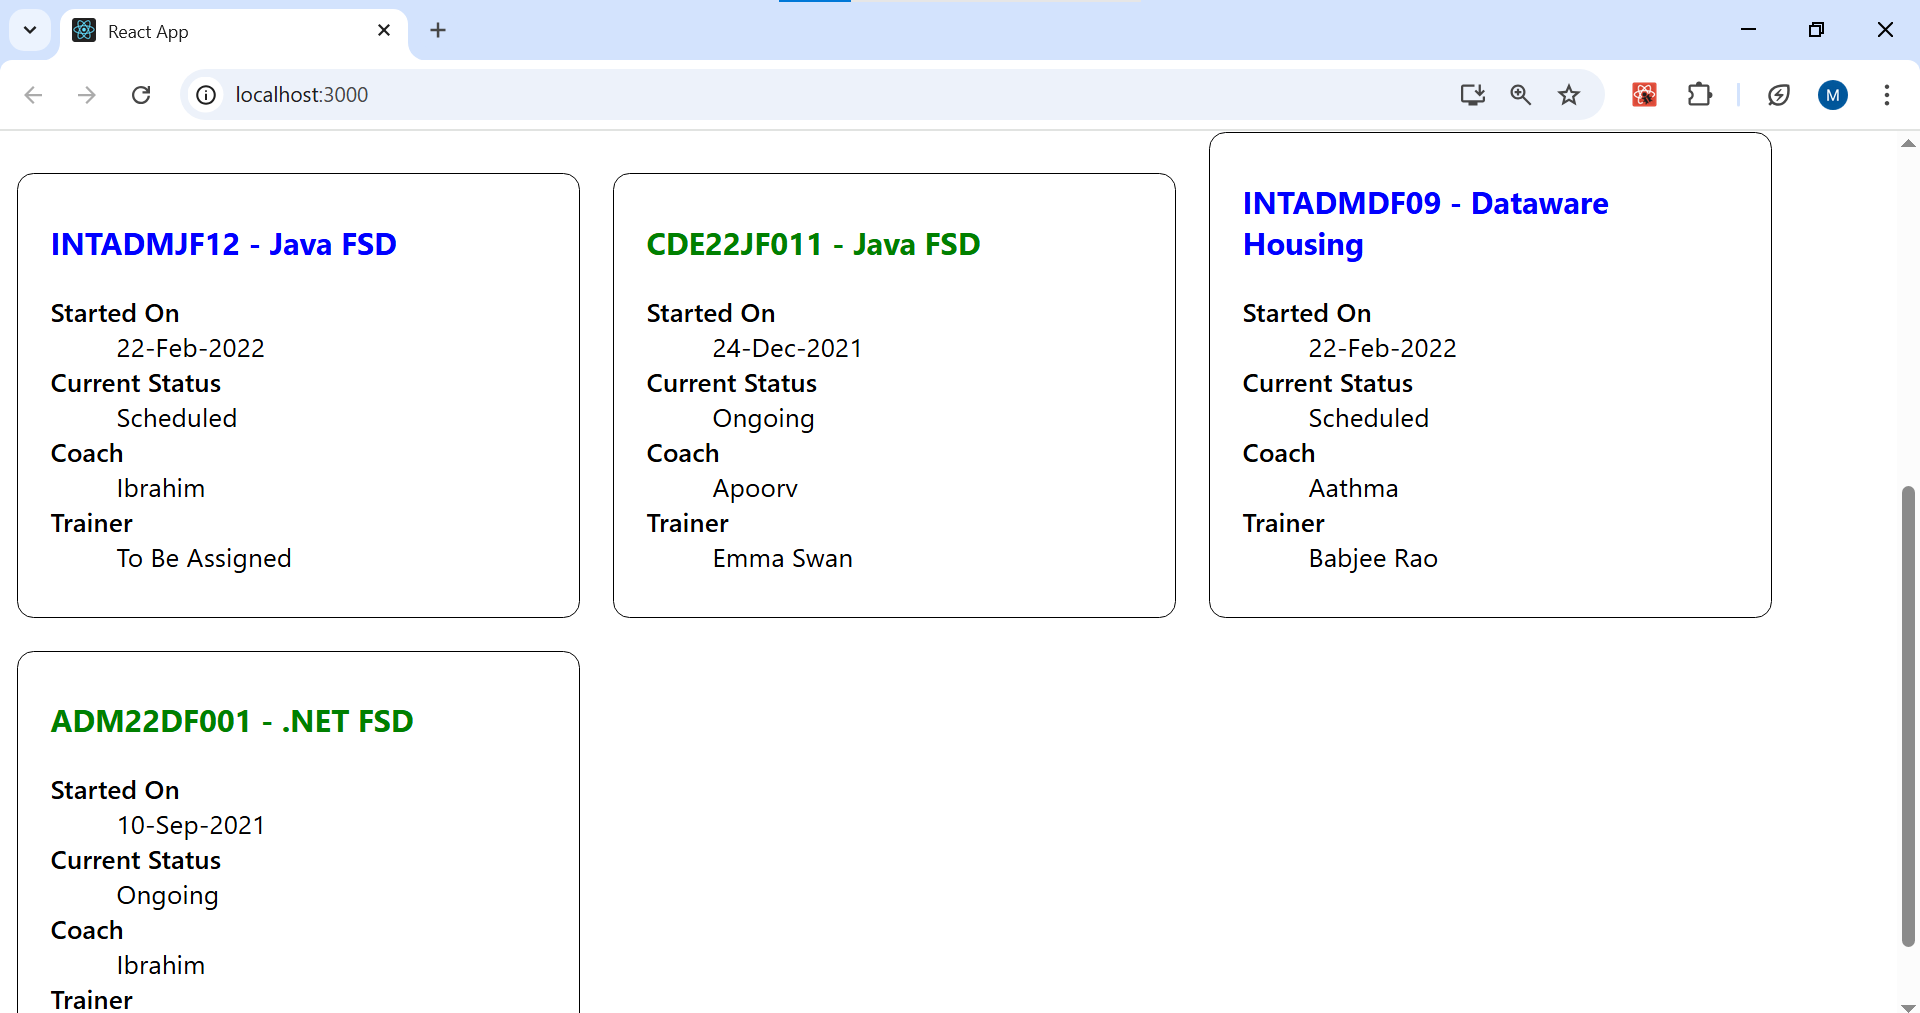 React App
localhost:3000
M
INTADMJF12 - Java FSD
Started On
22-Feb-2022
Current Status
Scheduled
Coach
Ibrahim
Trainer
To Be Assigned
CDE22JF011 - Java FSD
Started On
24-Dec-2021
Current Status
Ongoing
Coach
Apoorv
Trainer
Emma Swan
INTADMDF09 - Dataware
Housing
Started On
22-Feb-2022
Current Status
Scheduled
Coach
Aathma
Trainer
Babjee Rao
ADM22DF001 - .NET FSD
Started On
10-Sep-2021
Current Status
Ongoing
Coach
Ibrahim
Trainer